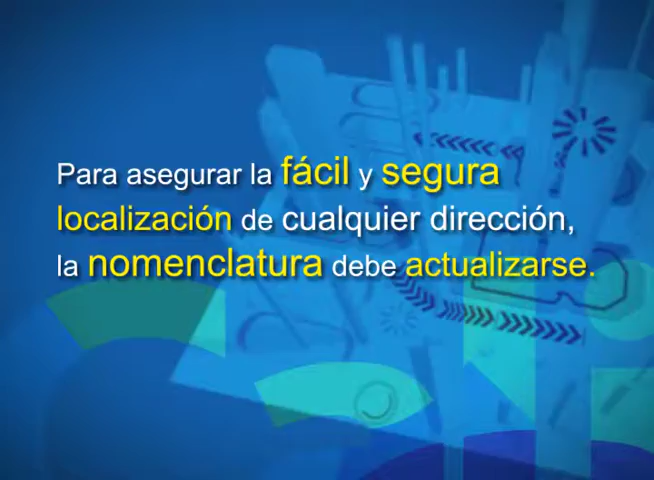 Para asegurar la fácil y segura
localización de cualquier dirección,
la nomenclatura debe actualizarse.